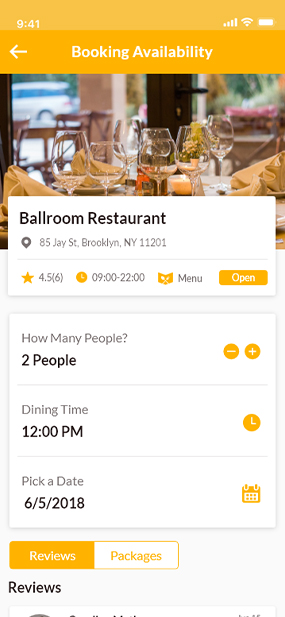 9:41
Booking Availability
Ballroom Restaurant
85 Jay St, Brooklyn, NY 11201
4.5(6) 09:00-22:00 Menu Open
How Many People?
2 People
Dining Time
12:00 PM
Pick a Date
6/5/2018
Reviews Packages
Reviews